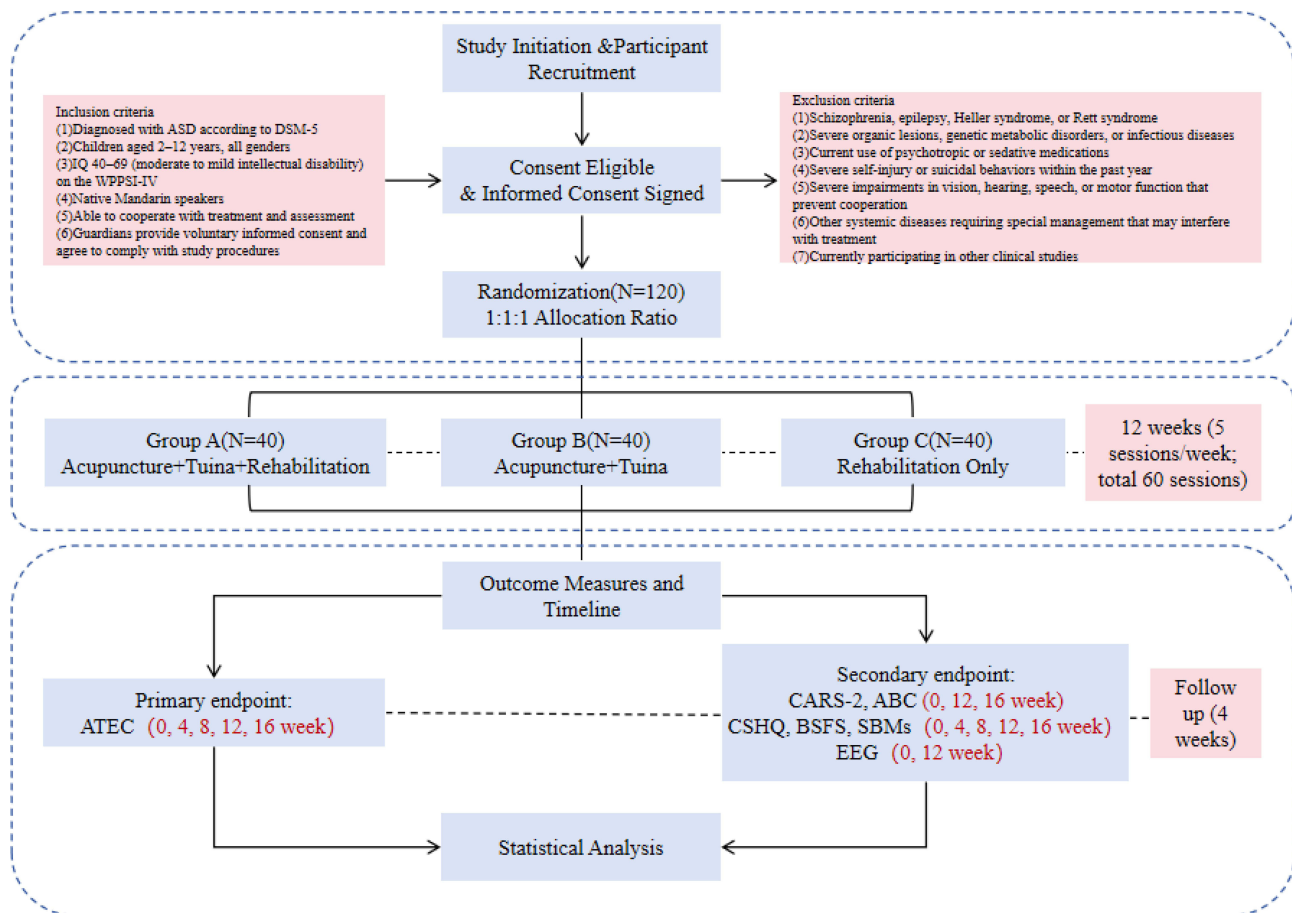 Study Initiation &Participant
Recruitment
Inclusion criteria
(1)Diagnosed with ASD according to DSM-5
(2)Children aged 2–12 years, all genders
(3)IQ 40–69 (moderate to mild intellectual disability)
on the WPPSI-IV
(4)Native Mandarin speakers
(5)Able to cooperate with treatment and assessment
(6)Guardians provide voluntary informed consent and
agree to comply with study procedures
Consent Eligible
& Informed Consent Signed
Exclusion criteria
(1)Schizophrenia, epilepsy, Heller syndrome, or Rett syndrome
(2)Severe organic lesions, genetic metabolic disorders, or infectious diseases
(3)Current use of psychotropic or sedative medications
(4)Severe self-injury or suicidal behaviors within the past year
(5)Severe impairments in vision, hearing, speech, or motor function that
prevent cooperation
(6)Other systemic diseases requiring special management that may interfere
with treatment
(7)Currently participating in other clinical studies
Randomization(N=120)
1:1:1 Allocation Ratio
Group A(N=40)
Acupuncture+Tuina+Rehabilitation
Group B(N=40)
Acupuncture+Tuina
Group C(N=40)
Rehabilitation Only
12 weeks (5
sessions/week;
total 60 sessions)
Outcome Measures and
Timeline
Primary endpoint:
ATEC (0, 4, 8, 12, 16 week)
Secondary endpoint:
CARS-2, ABC (0, 12, 16 week)
CSHQ, BSFS, SBMs (0, 4, 8, 12, 16 week)
EEG (0, 12 week)
Follow
up (4
weeks)
Statistical Analysis